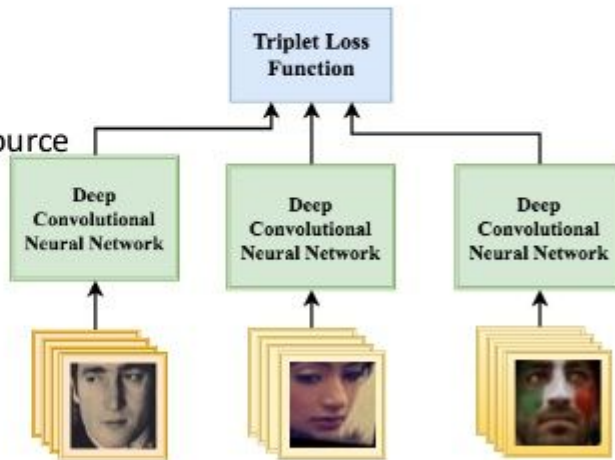 Triplet Loss
Function
ource
Deep
Convolutional
Neural Network
Deep
Convolutional
Neural Network
Deep
Convolutional
Neural Network